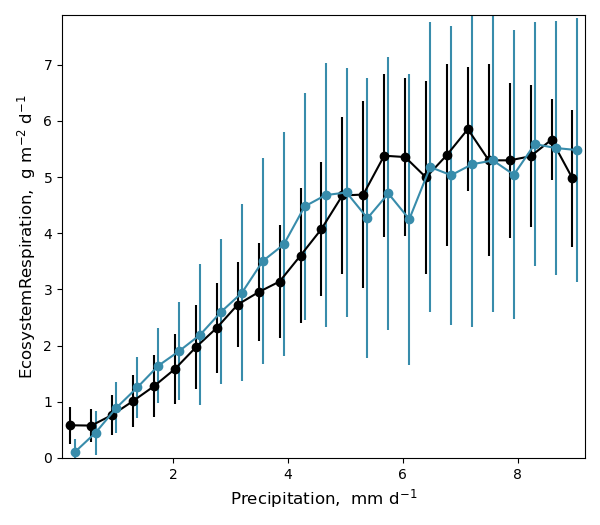 7
6
5
4
3
2
1
0
EcosystemRespiration, g m⁻² d⁻¹
2 4 6 8
Precipitation, mm d⁻¹